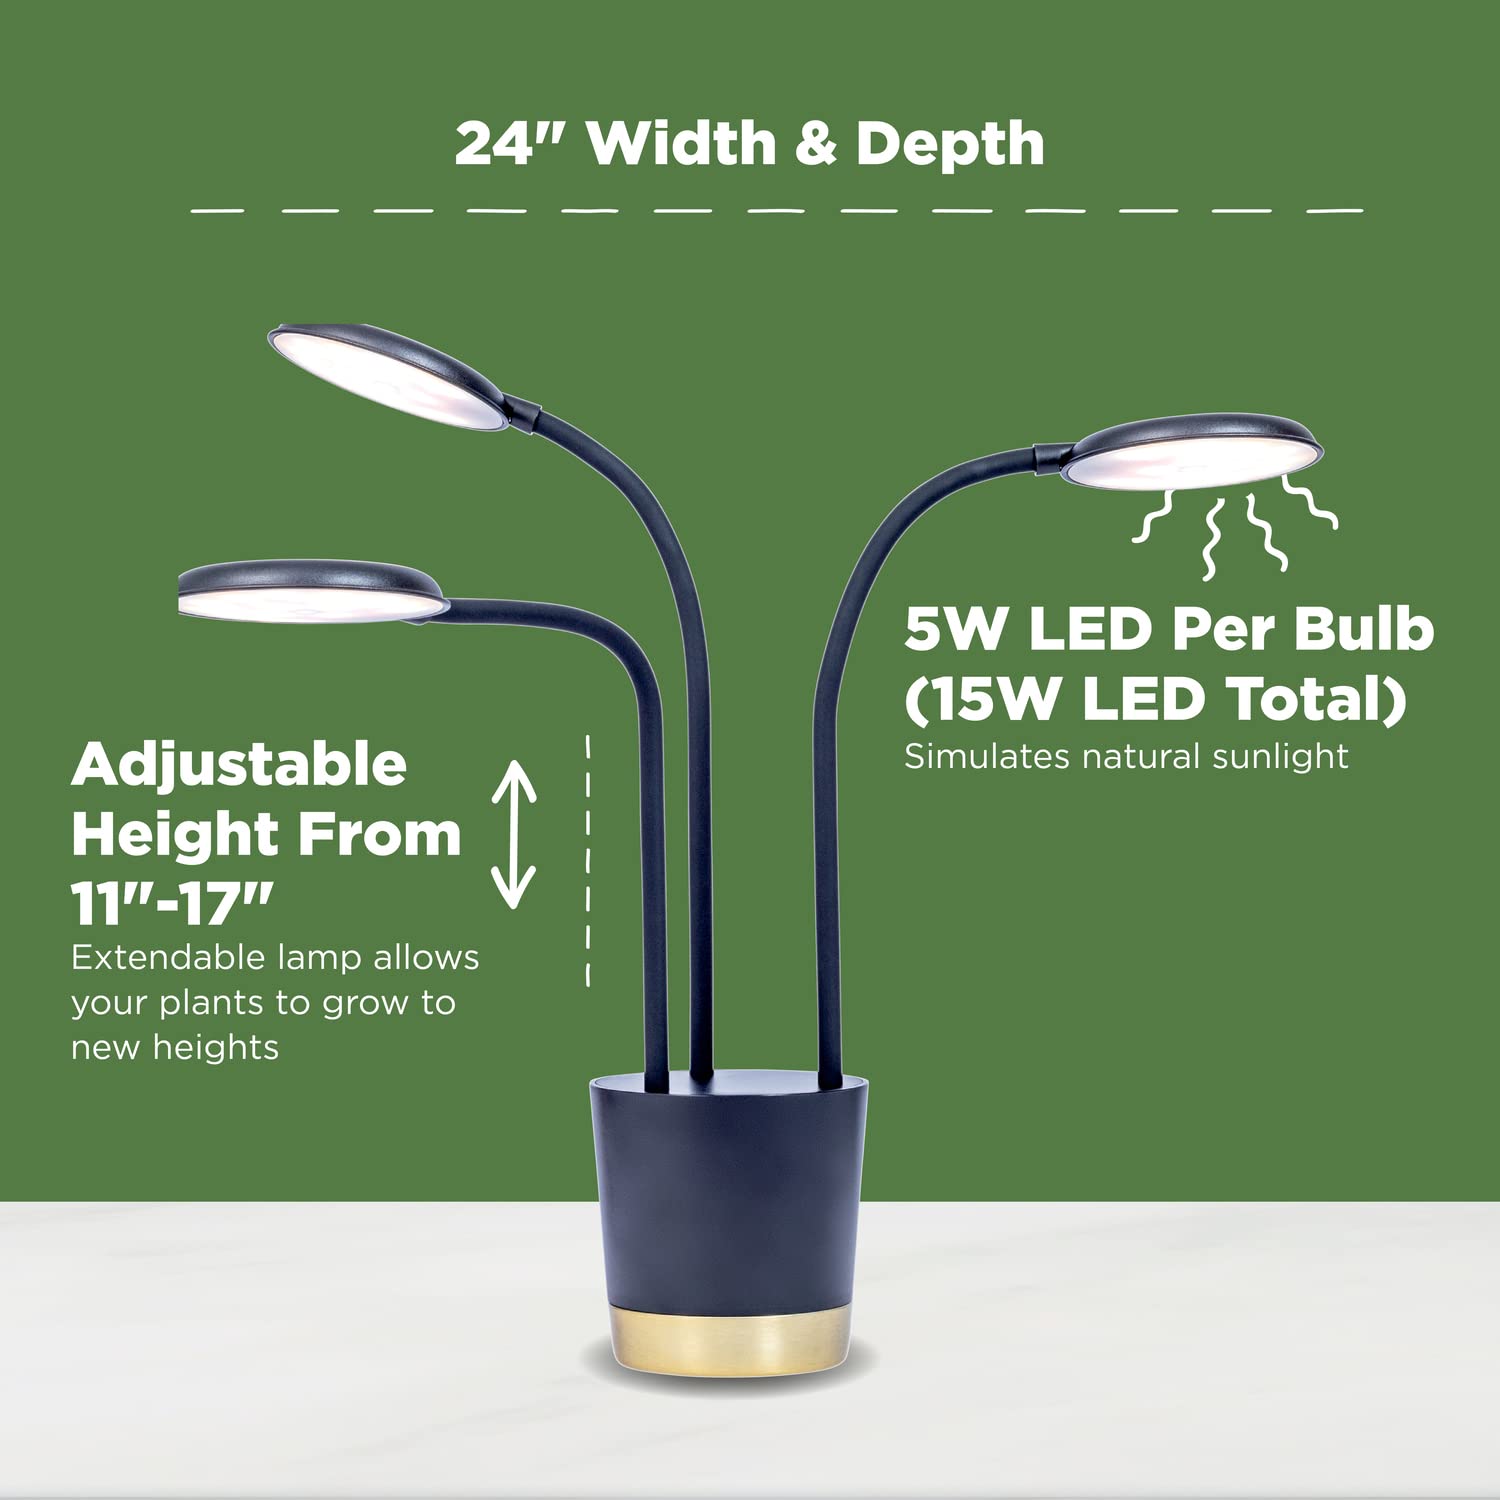 24" Width & Depth
5W LED Per Bulb
(15W LED Total)
Simulates natural sunlight
Adjustable
Height From
11"-17"
Extendable lamp allows
your plants to grow to
new heights